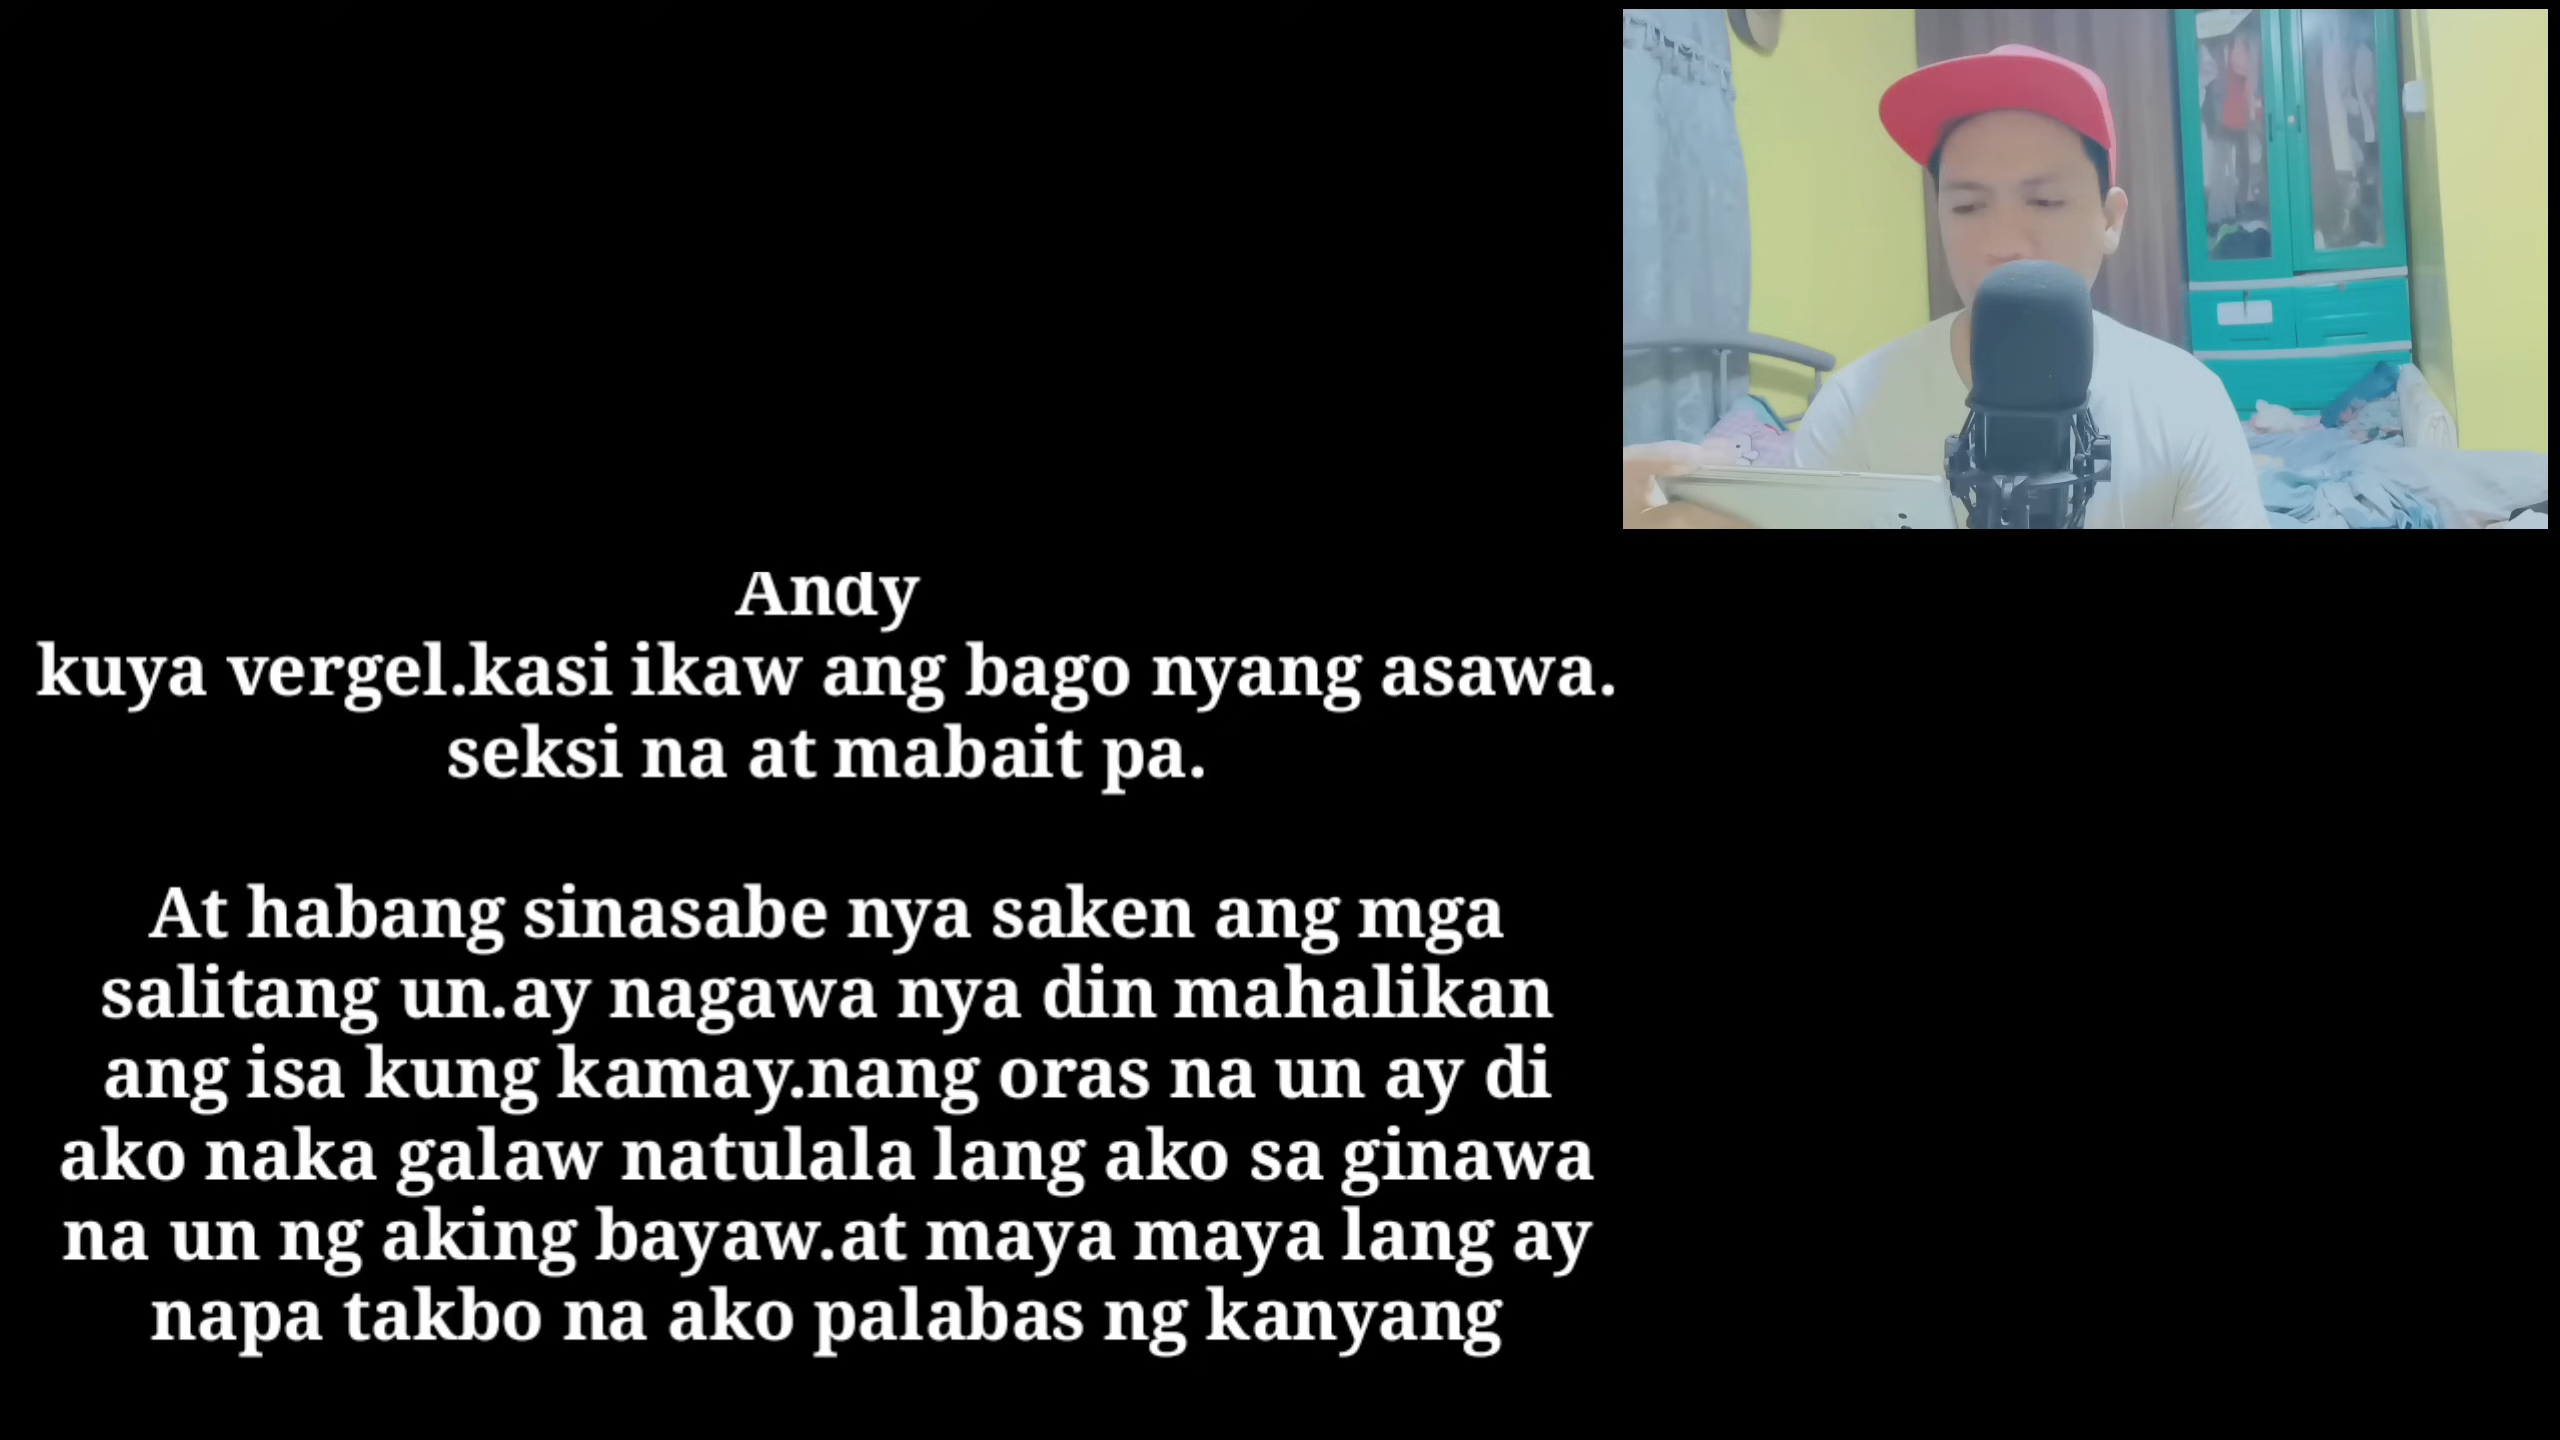 Andy
kuya vergel.kasi ikaw ang bago nyang asawa.
seksi na at mabait pa.
At habang sinasabe nya saken ang mga
salitang un.ay nagawa nya din mahalikan
ang isa kung kamay.nang oras na un ay di
ako naka galaw natulala lang ako sa ginawa
na un ng aking bayaw.at maya maya lang ay
napa takbo na ako palabas ng kanyang